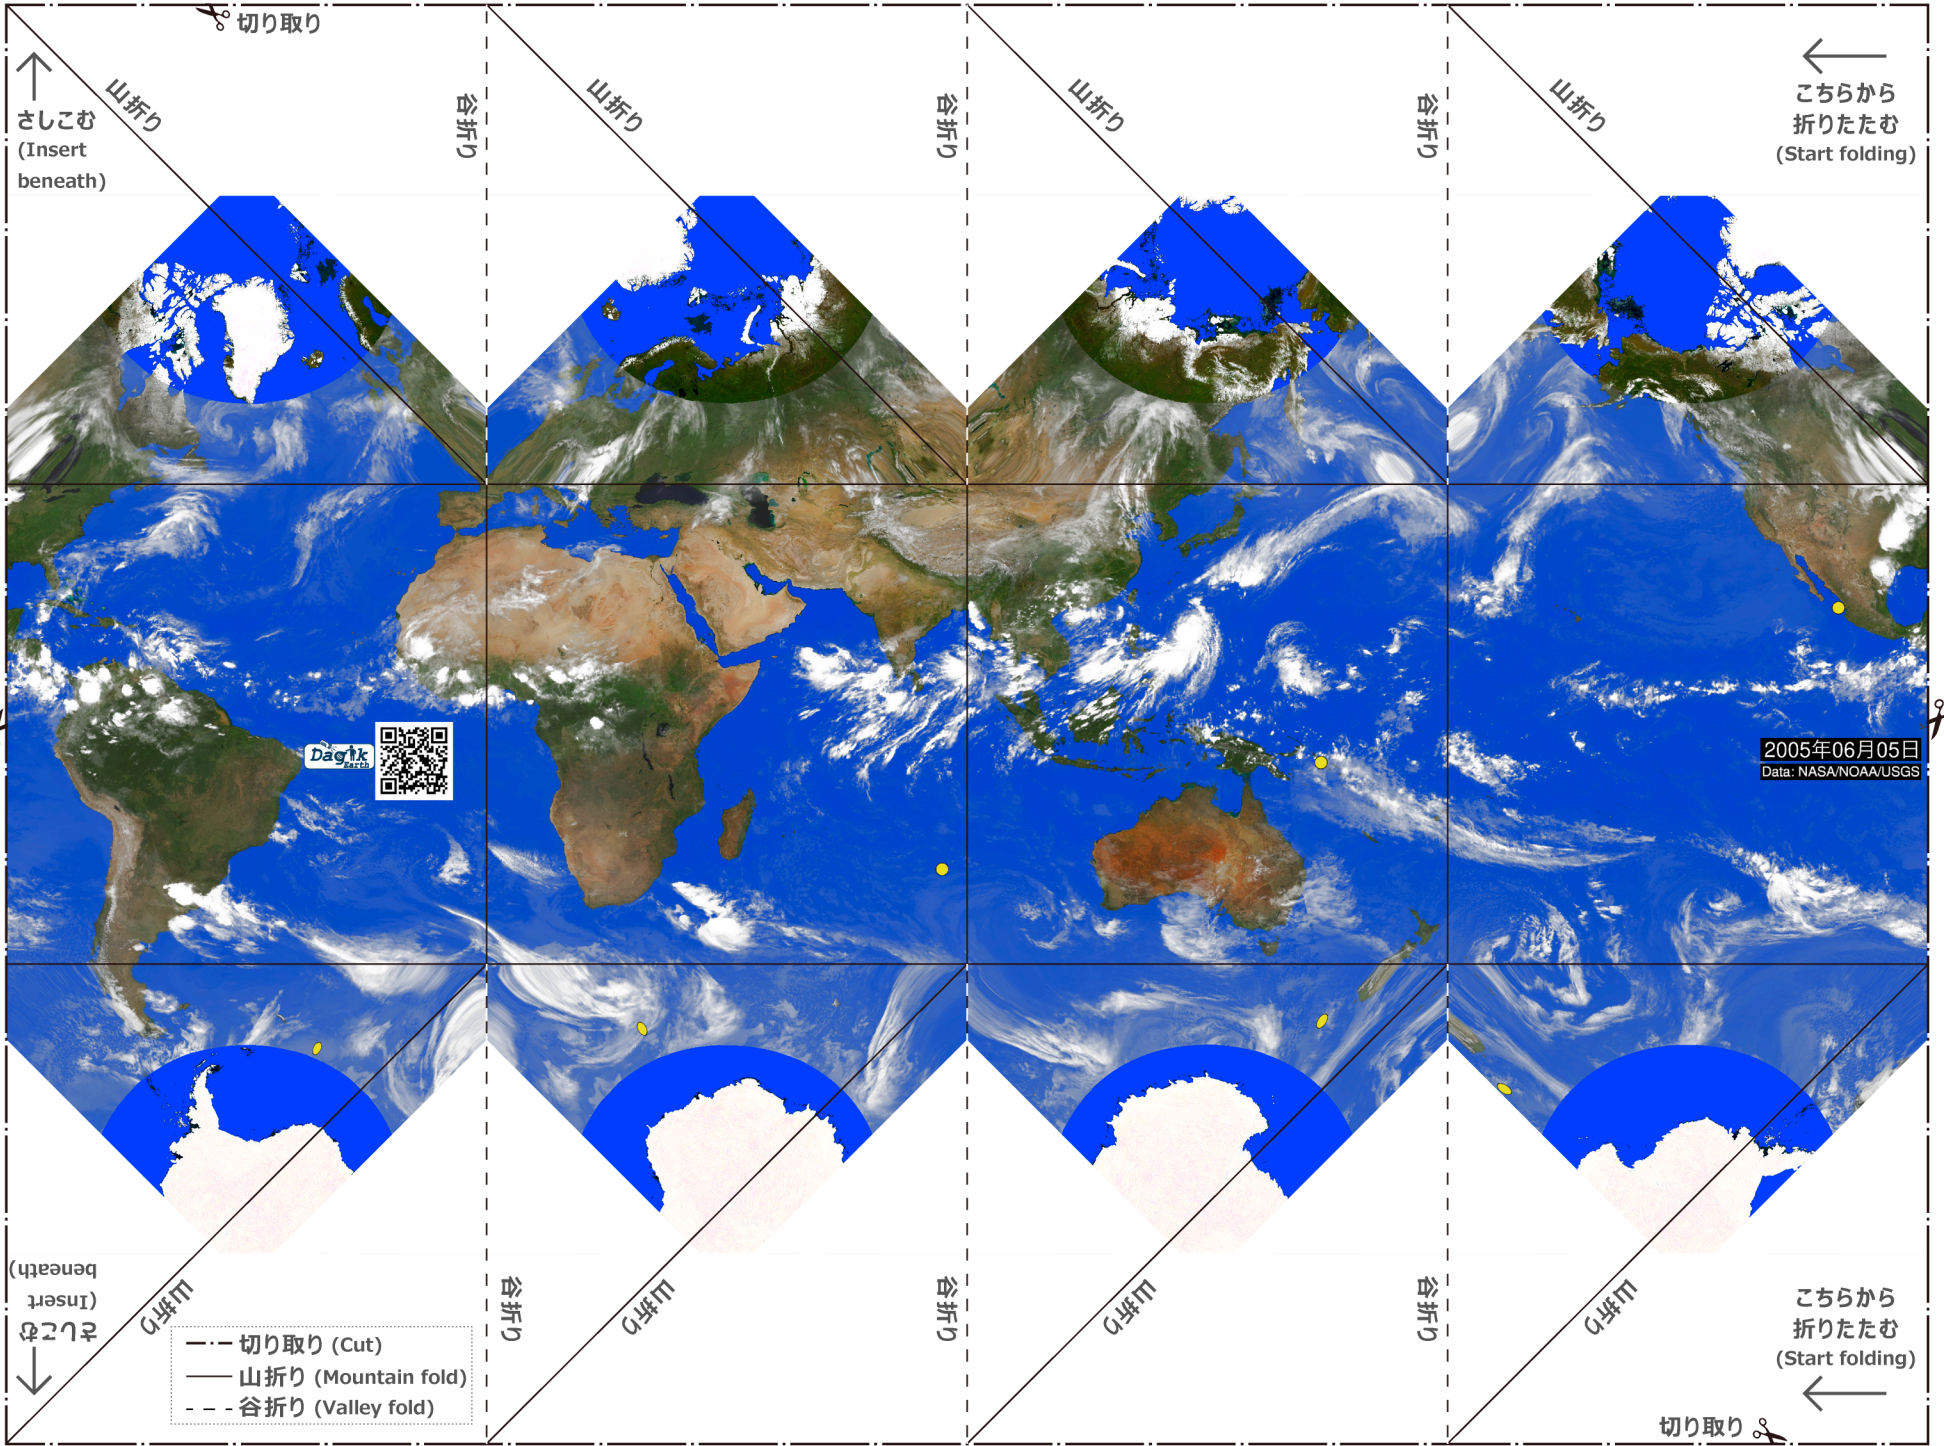 切り取り
山折り
谷折り
山折り
谷折り
山折り
谷折り
山折り
さしこむ
(Insert
beneath)
こちらから
折りたたむ
(Start folding)
Dagik
Earth
2005年06月05日
Data: NASA/NOAA/USGS
さしこむ
(Insert
beneath)
山折り
谷折り
山折り
谷折り
山折り
谷折り
山折り
こちらから
折りたたむ
(Start folding)
切り取り (Cut)
山折り (Mountain fold)
谷折り (Valley fold)
切り取り